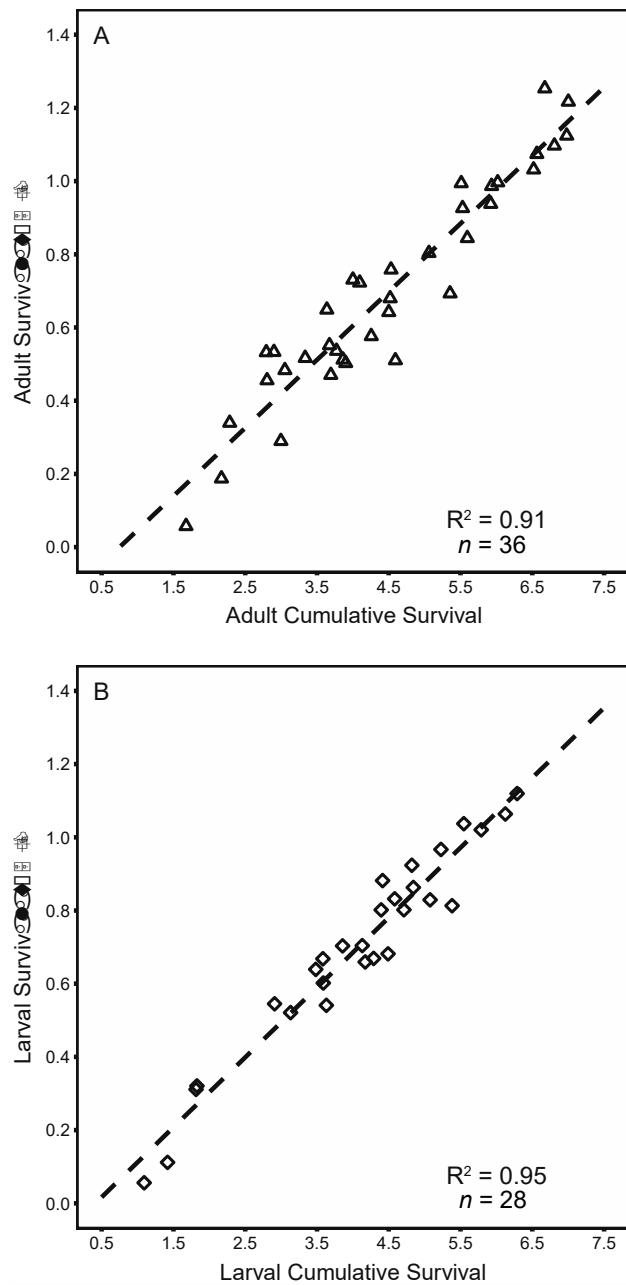 A
1.4
1.2
1.0
0.8
0.6
0.4
0.2
0.0
Adult Surviv
R² = 0.91
n = 36
0.5 1.5 2.5 3.5 4.5 5.5 6.5 7.5
Adult Cumulative Survival
B
1.4
1.2
1.0
0.8
0.6
0.4
0.2
0.0
Larval Surviv
R² = 0.95
n = 28
0.5 1.5 2.5 3.5 4.5 5.5 6.5 7.5
Larval Cumulative Survival